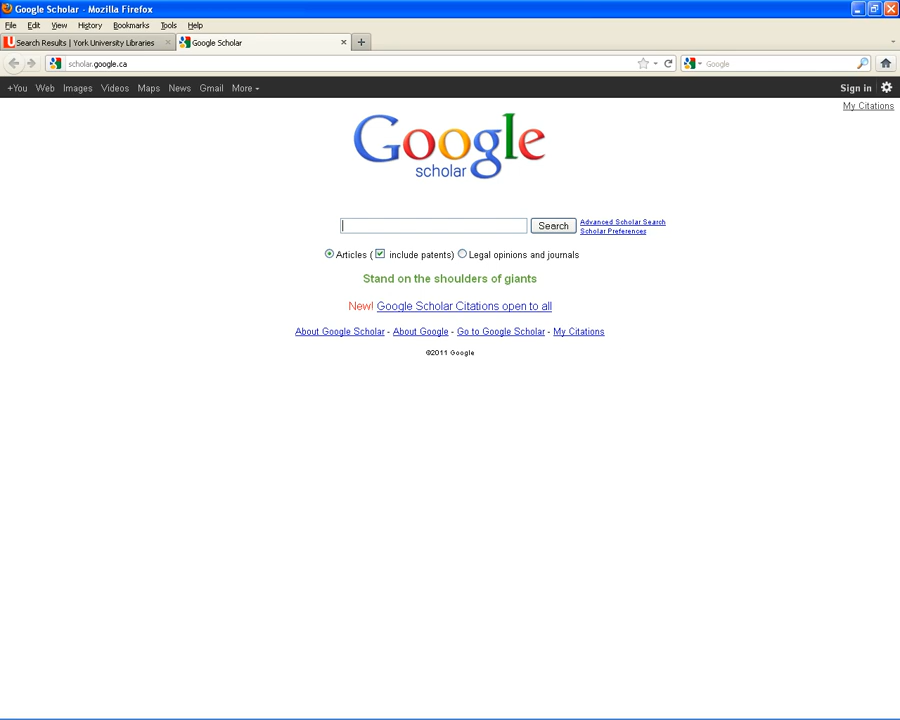 Google Scholar - Mozilla Firefox
File Edit View History Bookmarks Tools Help
Search Results | York University Libraries Google Scholar
scholar.google.ca Google
+You Web Images Videos Maps News Gmail More Sign in
My Citations
Google
scholar
Search Advanced Scholar Search
Scholar Preferences
Articles ( include patents) Legal opinions and journals
Stand on the shoulders of giants
New! Google Scholar Citations open to all
About Google Scholar - About Google - Go to Google Scholar - My Citations
©2011 Google